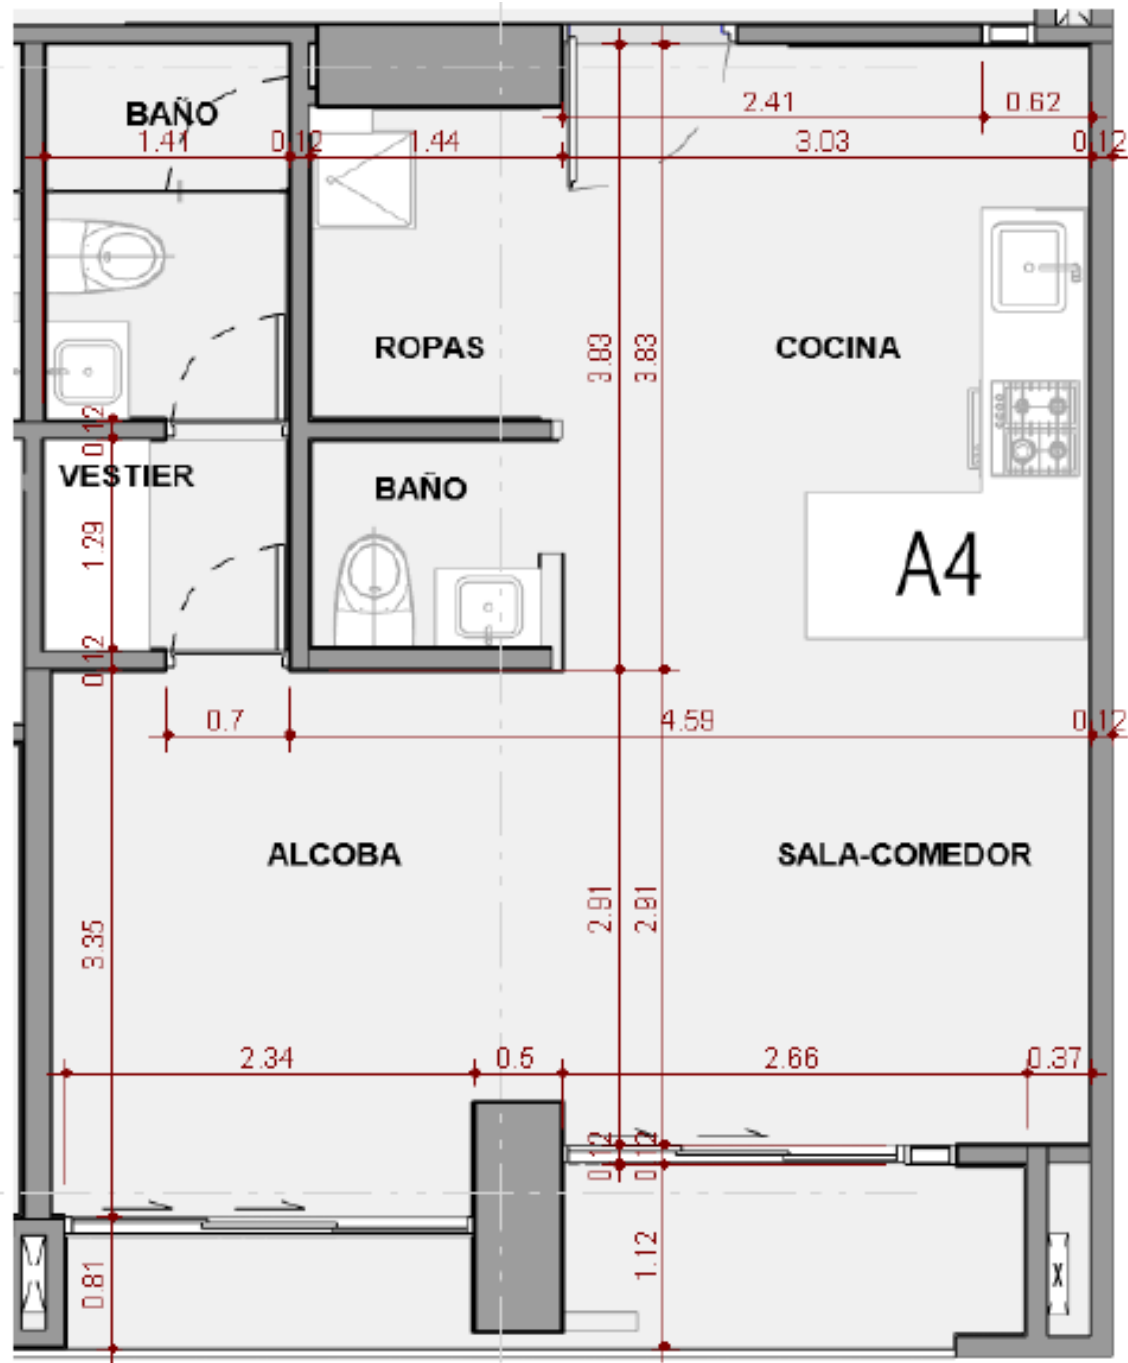 2.41
0.62
BAÑO
1.41
0.12
1.44
3.03
0.12
ROPAS
3.83
3.83
COCINA
0.12
VESTIER
BAÑO
1.29
A4
0.12
0.7
4.59
0.12
ALCOBA
SALA-COMEDOR
2.91
2.91
3.35
2.34
0.5
2.66
0.37
0.12
0.12
1.12
0.81
X